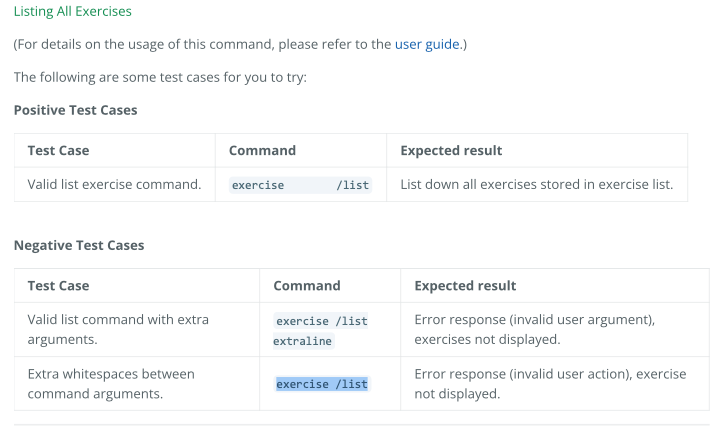 Listing All Exercises
(For details on the usage of this command, please refer to the user guide.)
The following are some test cases for you to try:
Positive Test Cases
Test Case Command Expected result
Valid list exercise command. exercise       /list List down all exercises stored in exercise list.
Negative Test Cases
Test Case Command Expected result
Valid list command with extra arguments. exercise /list extraline Error response (invalid user argument), exercises not displayed.
Extra whitespaces between command arguments. exercise /list Error response (invalid user action), exercise not displayed.